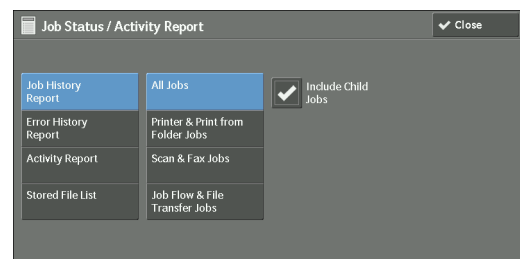 Job Status / Activity Report
Close
Job History
Report
All Jobs
Include Child
Jobs
Error History
Report
Printer & Print from
Folder Jobs
Activity Report
Scan & Fax Jobs
Stored File List
Job Flow & File
Transfer Jobs